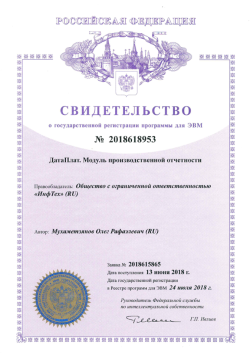 РОССИЙСКАЯ ФЕДЕРАЦИЯ
СВИДЕТЕЛЬСТВО
о государственной регистрации программы для ЭВМ
№ 2018618953
ДатаПлат. Модуль производственной отчетности
Правообладатель: Общество с ограниченной ответственностью
«ИнфТех» (RU)
Автор: Мухаметзянов Олег Рафаэлевич (RU)
Заявка № 2018615865
Дата поступления 13 июня 2018 г.
Дата государственной регистрации
в Реестре программ для ЭВМ 24 июля 2018 г.
Руководитель Федеральной службы
по интеллектуальной собственности
Г.П. Ивлиев